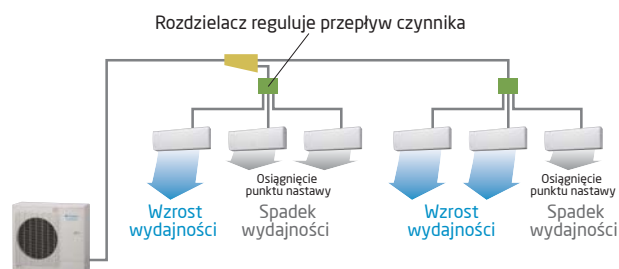 Rozdzielacz reguluje przepływ czynnika
Osiągnięcie
punktu nastawy
Wzrost
wydajności
Spadek
wydajności
Wzrost
wydajności
Osiągnięcie
punktu nastawy
Spadek
wydajności